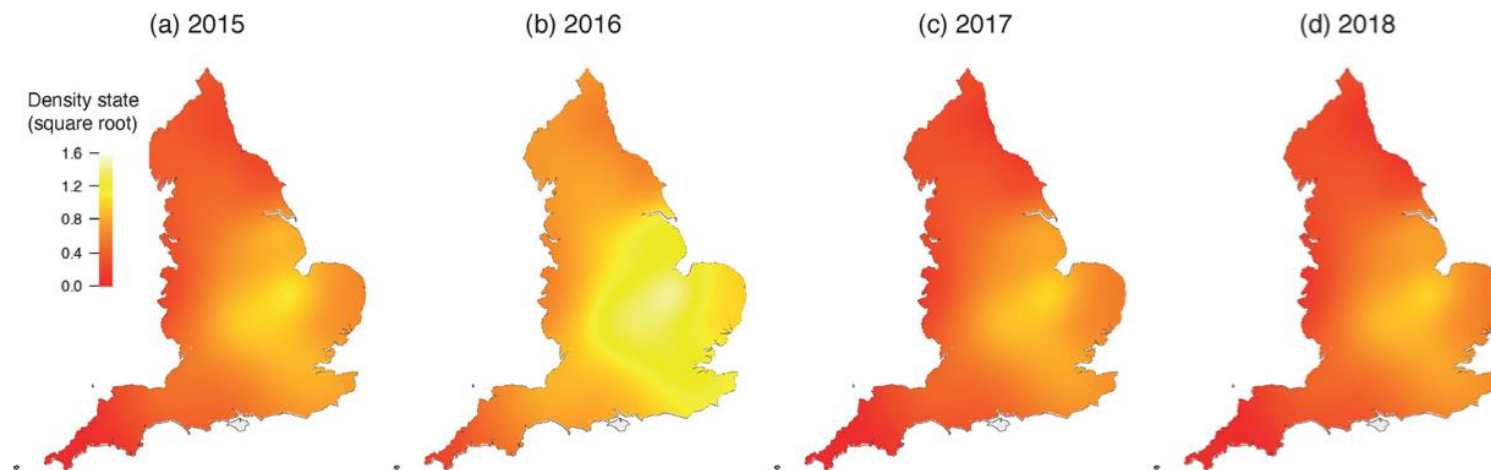 (a) 2015
(b) 2016
(c) 2017
(d) 2018
Density state
(square root)
1.6
1.2
0.8
0.4
0.0